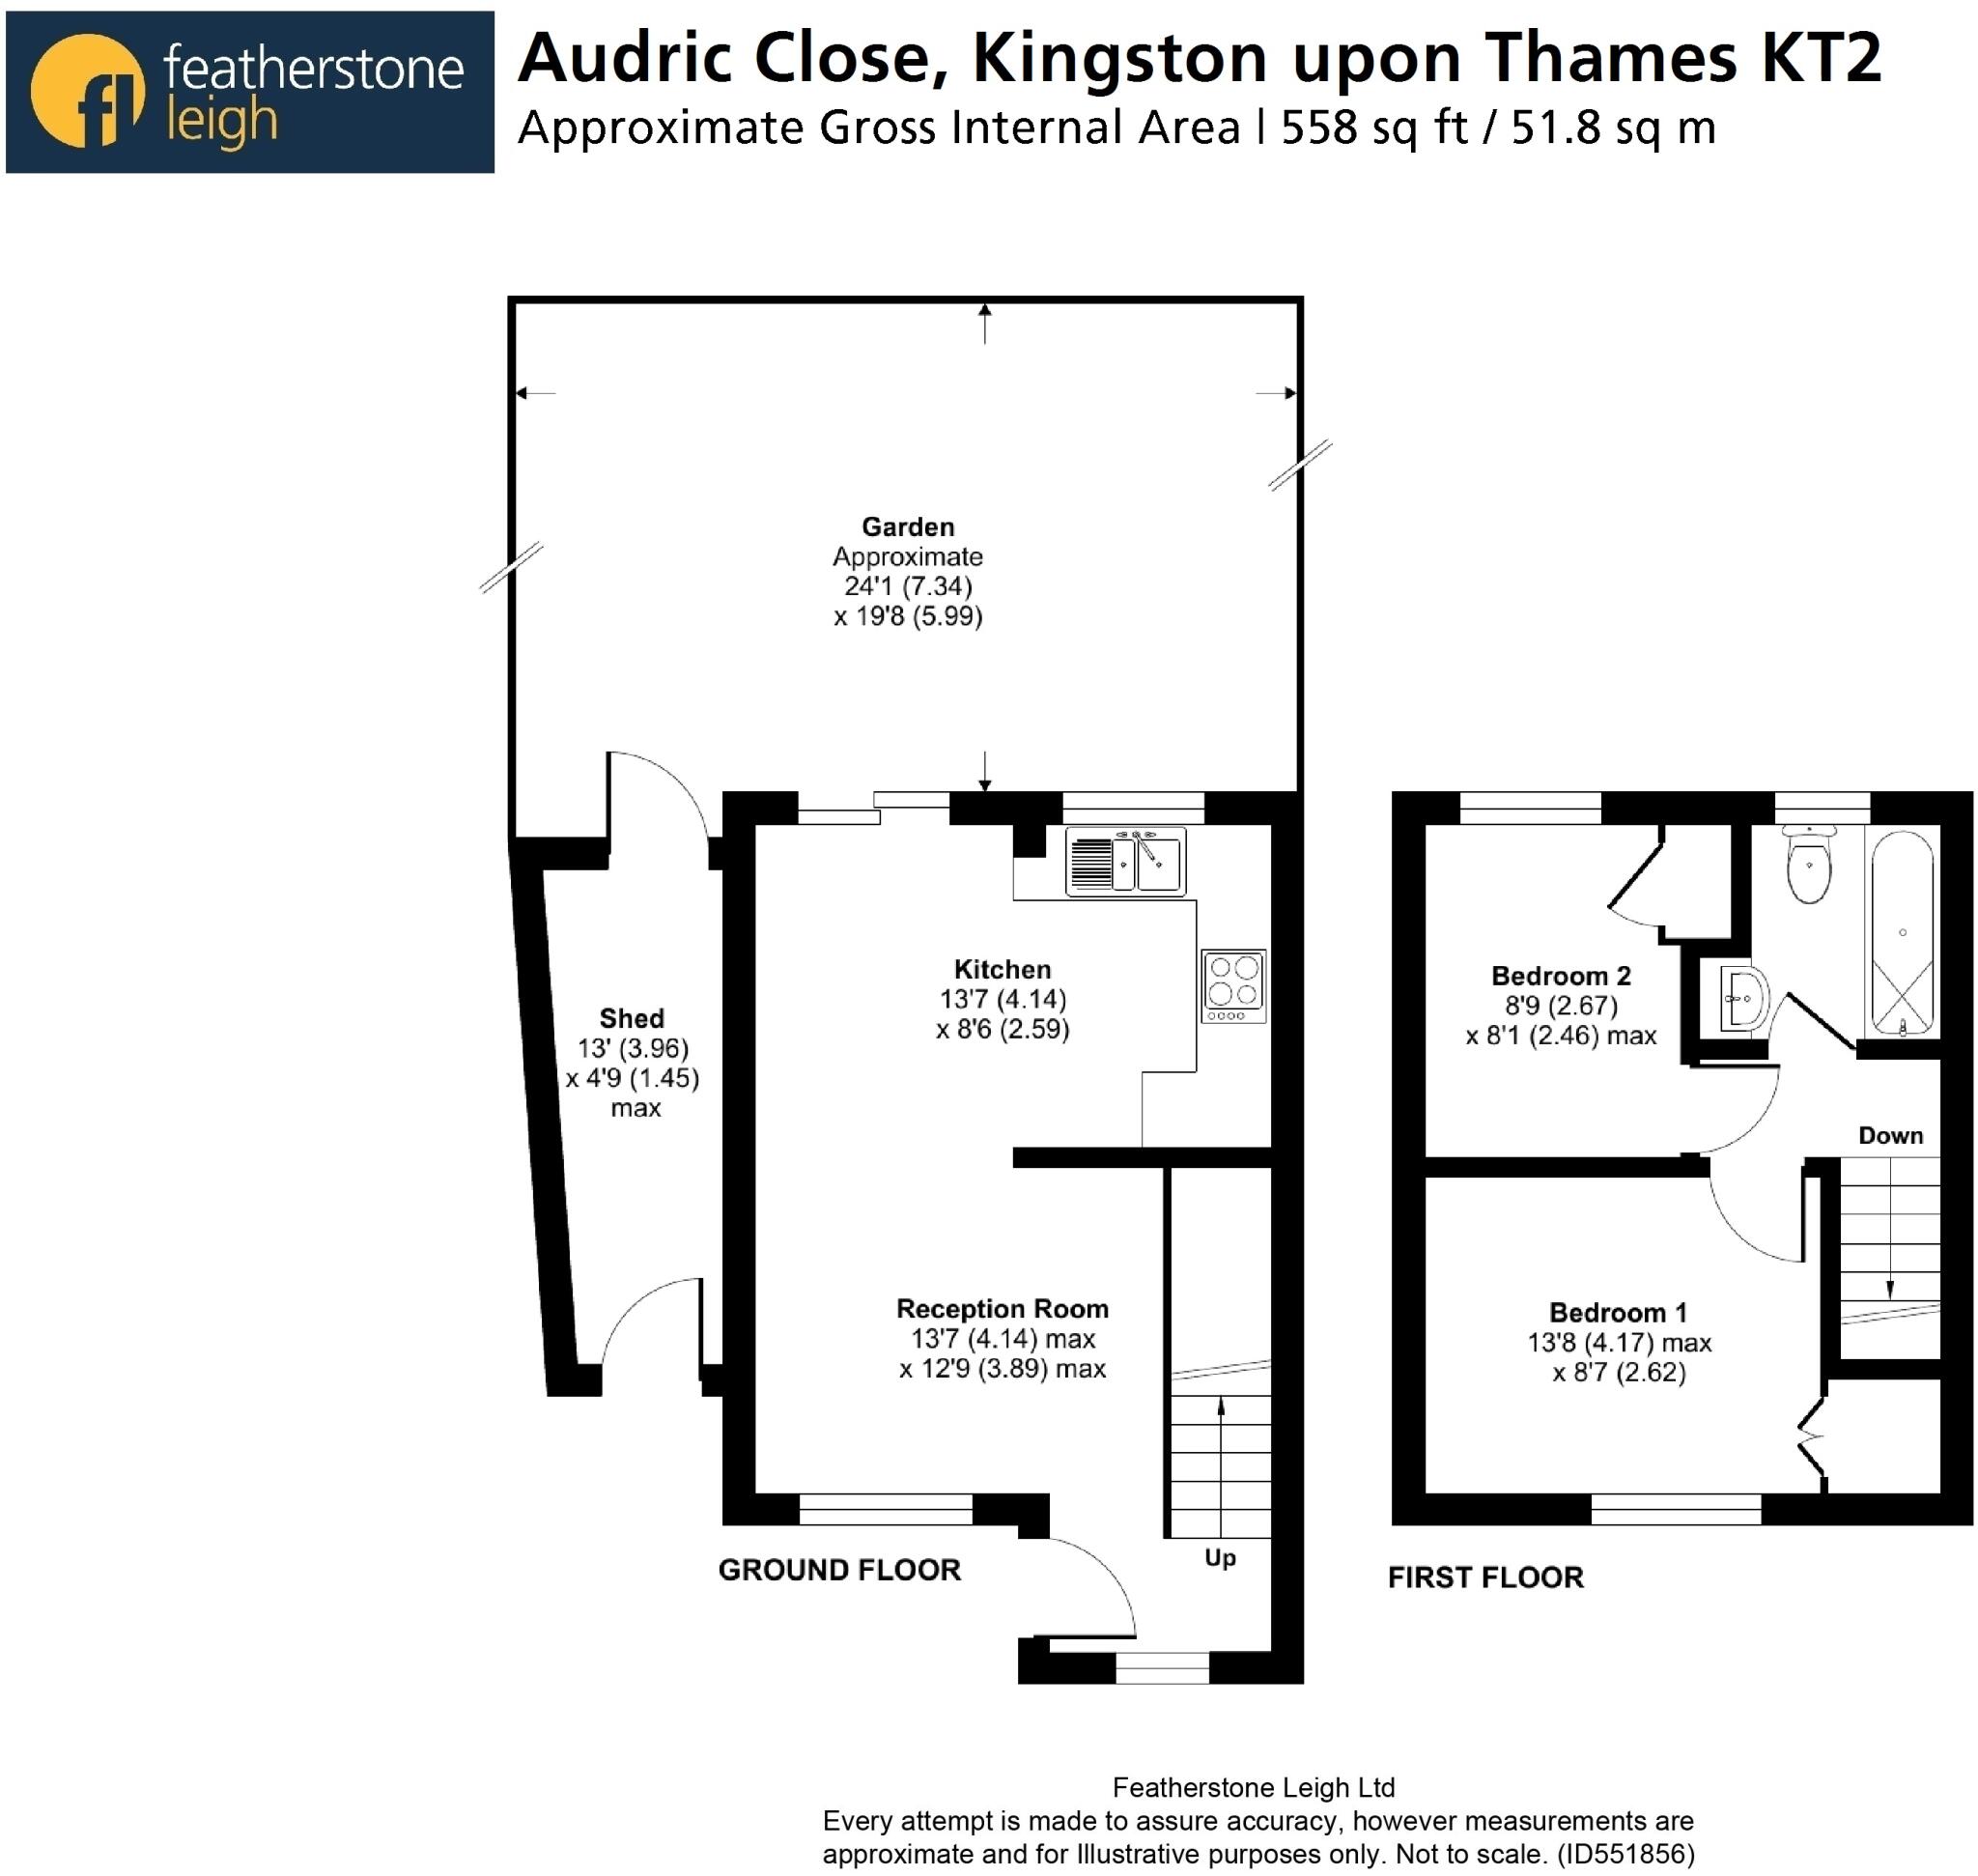 featherstone
leigh
Audric Close, Kingston upon Thames KT2
Approximate Gross Internal Area | 558 sq ft / 51.8 sq m
Garden
Approximate
24'1 (7.34)
x 19'8 (5.99)
Kitchen
13'7 (4.14)
x 8'6 (2.59)
Shed
13' (3.96)
x 4'9 (1.45)
max
Reception Room
13'7 (4.14) max
x 12'9 (3.89) max
Up
GROUND FLOOR
Bedroom 2
8'9 (2.67)
x 8'1 (2.46) max
Down
Bedroom 1
13'8 (4.17) max
x 8'7 (2.62)
FIRST FLOOR
Featherstone Leigh Ltd
Every attempt is made to assure accuracy, however measurements are
approximate and for Illustrative purposes only. Not to scale. (ID551856)